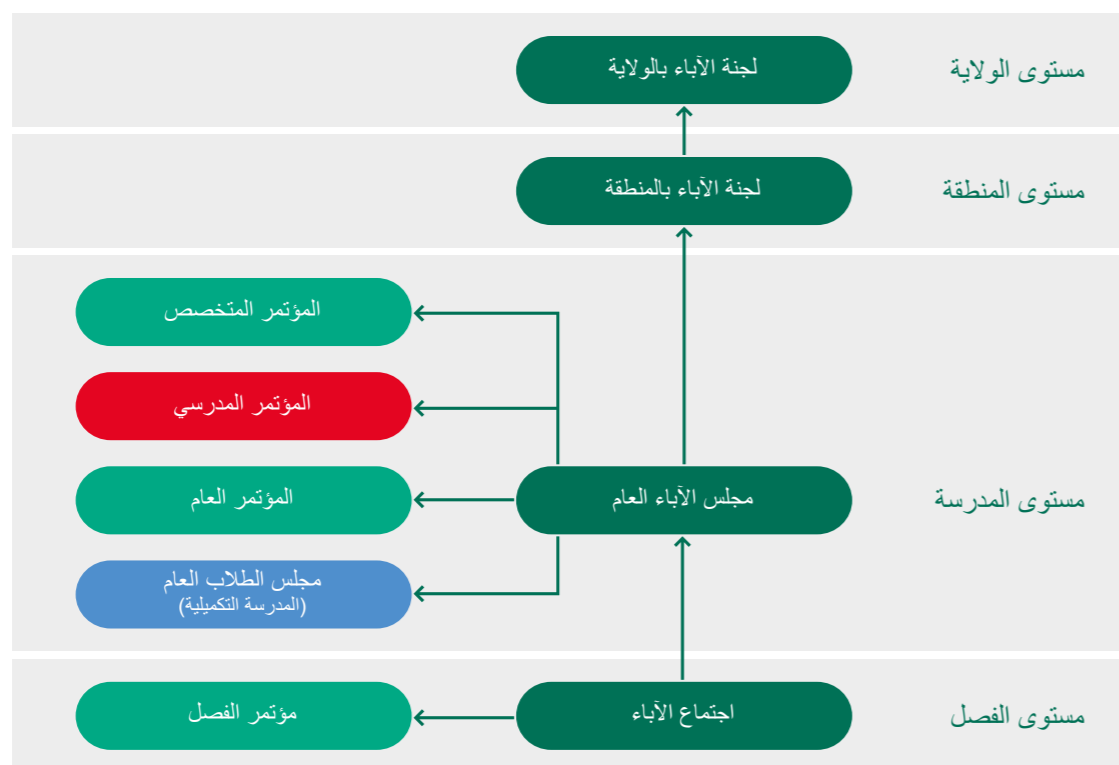 مستوى الولاية
لجنة الآباء بالولاية
مستوى المنطقة
لجنة الآباء بالمنطقة
المؤتمر المتخصص
المؤتمر المدرسي
مستوى المدرسة
مجلس الآباء العام
المؤتمر العام
مجلس الطلاب العام
(المدرسة التكميلية)
مستوى الفصل
اجتماع الآباء
مؤتمر الفصل